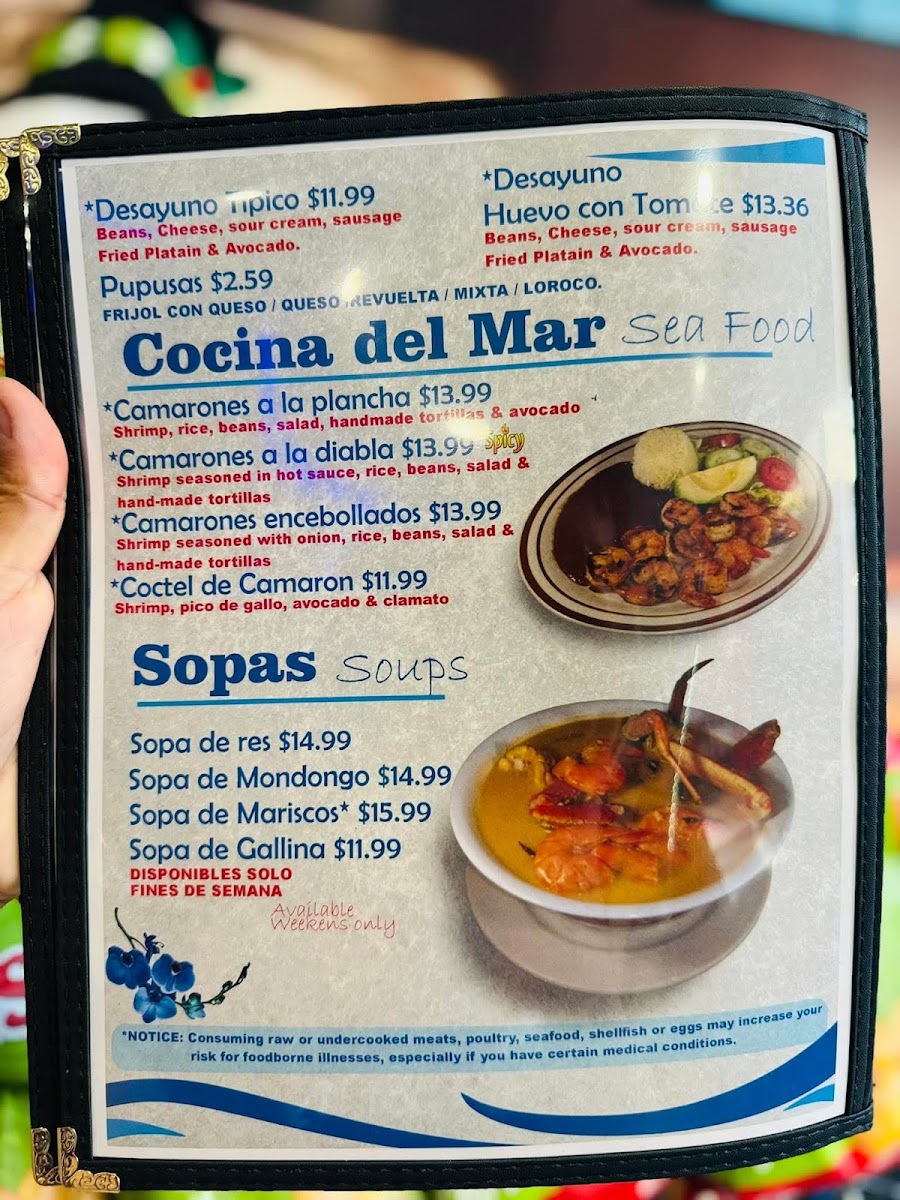 *Desayuno Tipico $11.99
Beans, Cheese, sour cream, sausage
Fried Platain & Avocado.
*Desayuno
Huevo con Tomate $13.36
Beans, Cheese, sour cream, sausage
Fried Platain & Avocado.
Pupusas $2.59
FRIJOL CON QUESO / QUESO /REVUELTA / MIXTA / LOROCO.
Cocina del Mar Sea Food
*Camarones a la plancha $13.99
Shrimp, rice, beans, salad, handmade tortillas & avocado
*Camarones a la diabla $13.99 Spicy
Shrimp seasoned in hot sauce, rice, beans, salad &
hand-made tortillas
*Camarones encebollados $13.99
Shrimp seasoned with onion, rice, beans, salad &
hand-made tortillas
*Coctel de Camaron $11.99
Shrimp, pico de gallo, avocado & clamato
Sopas Soups
Sopa de res $14.99
Sopa de Mondongo $14.99
Sopa de Mariscos* $15.99
Sopa de Gallina $11.99
DISPONIBLES SOLO
FINES DE SEMANA
Available
Weekens only
*NOTICE: Consuming raw or undercooked meats, poultry, seafood, shellfish or eggs may increase your
risk for foodborne illnesses, especially if you have certain medical conditions.